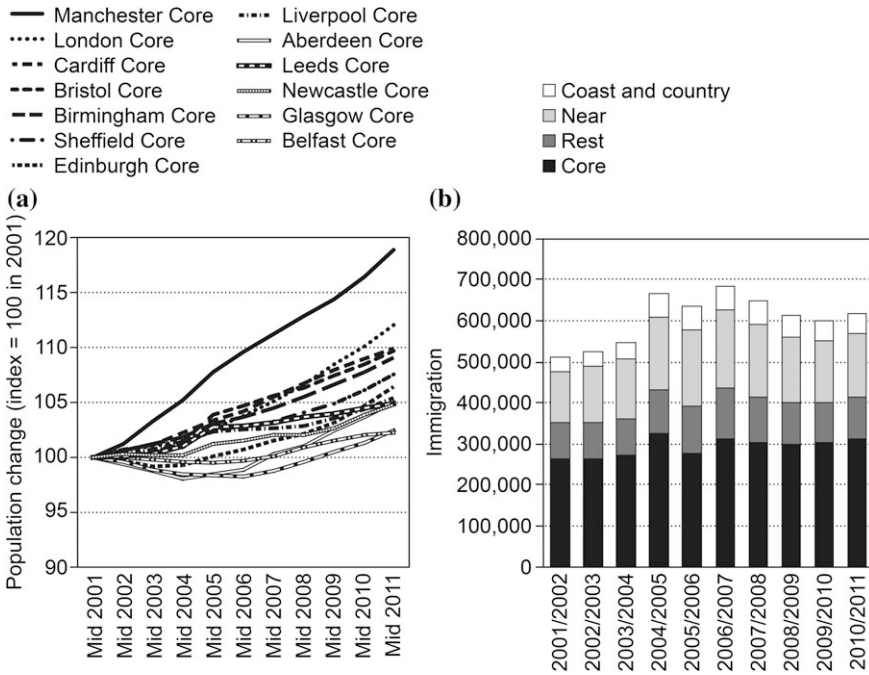 Manchester Core
London Core
Cardiff Core
Bristol Core
Birmingham Core
Sheffield Core
Edinburgh Core
Liverpool Core
Aberdeen Core
Leeds Core
Newcastle Core
Glasgow Core
Belfast Core
Coast and country
Near
Rest
Core
(a)
Population change (index = 100 in 2001)
120
115
110
105
100
95
90
Mid 2001
Mid 2002
Mid 2003
Mid 2004
Mid 2005
Mid 2006
Mid 2007
Mid 2008
Mid 2009
Mid 2010
Mid 2011
(b)
Immigration
800,000
700,000
600,000
500,000
400,000
300,000
200,000
100,000
0
2001/2002
2002/2003
2003/2004
2004/2005
2005/2006
2006/2007
2007/2008
2008/2009
2009/2010
2010/2011